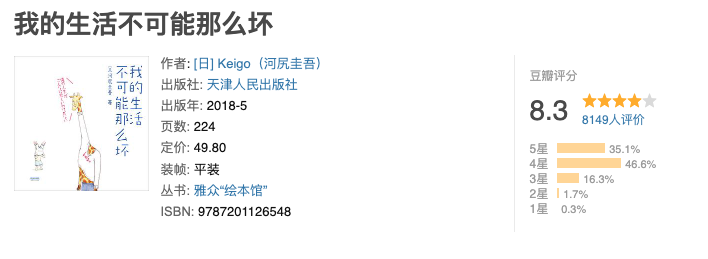 我的生活不可能那么坏
我的生活
不可能那么坏
作者: [日] Keigo（河尻圭吾）
出版社: 天津人民出版社
出版年: 2018-5
页数: 224
定价: 49.80
装帧: 平装
丛书: 雅众“绘本馆”
ISBN: 9787201126548
豆瓣评分
8.3
8149人评价
5星 35.1%
4星 46.6%
3星 16.3%
2星 1.7%
1星 0.3%